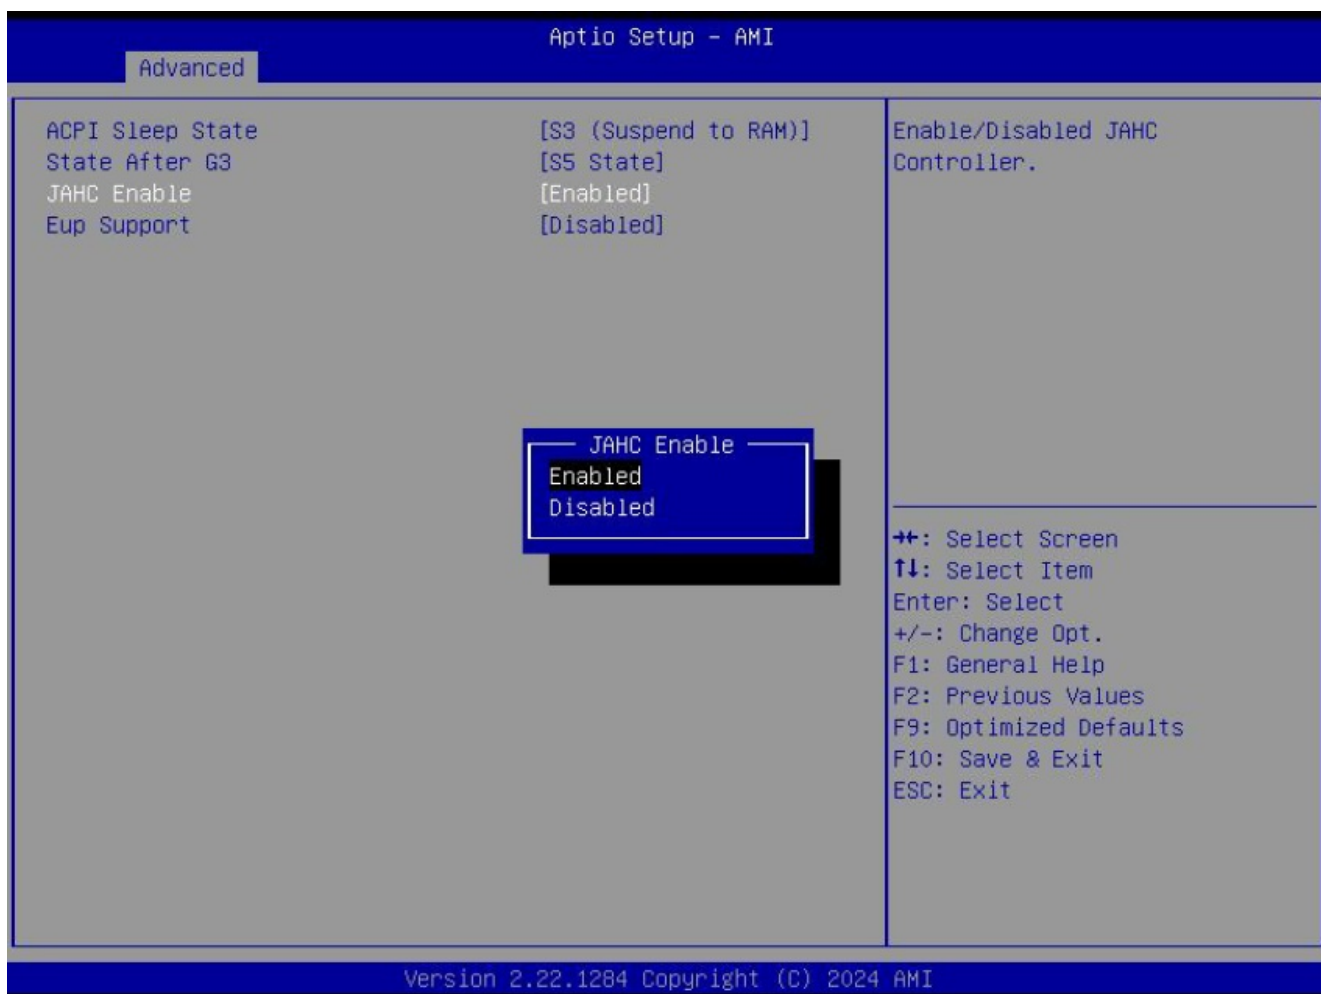 Aptio Setup - AMI
Advanced
ACPI Sleep State [S3 (Suspend to RAM)]
State After G3 [S5 State]
JAHC Enable [Enabled]
Eup Support [Disabled]
Enable/Disabled JAHC
Controller.
JAHC Enable
Enabled
Disabled
→←: Select Screen
↑↓: Select Item
Enter: Select
+/-: Change Opt.
F1: General Help
F2: Previous Values
F9: Optimized Defaults
F10: Save & Exit
ESC: Exit
Version 2.22.1284 Copyright (C) 2024 AMI